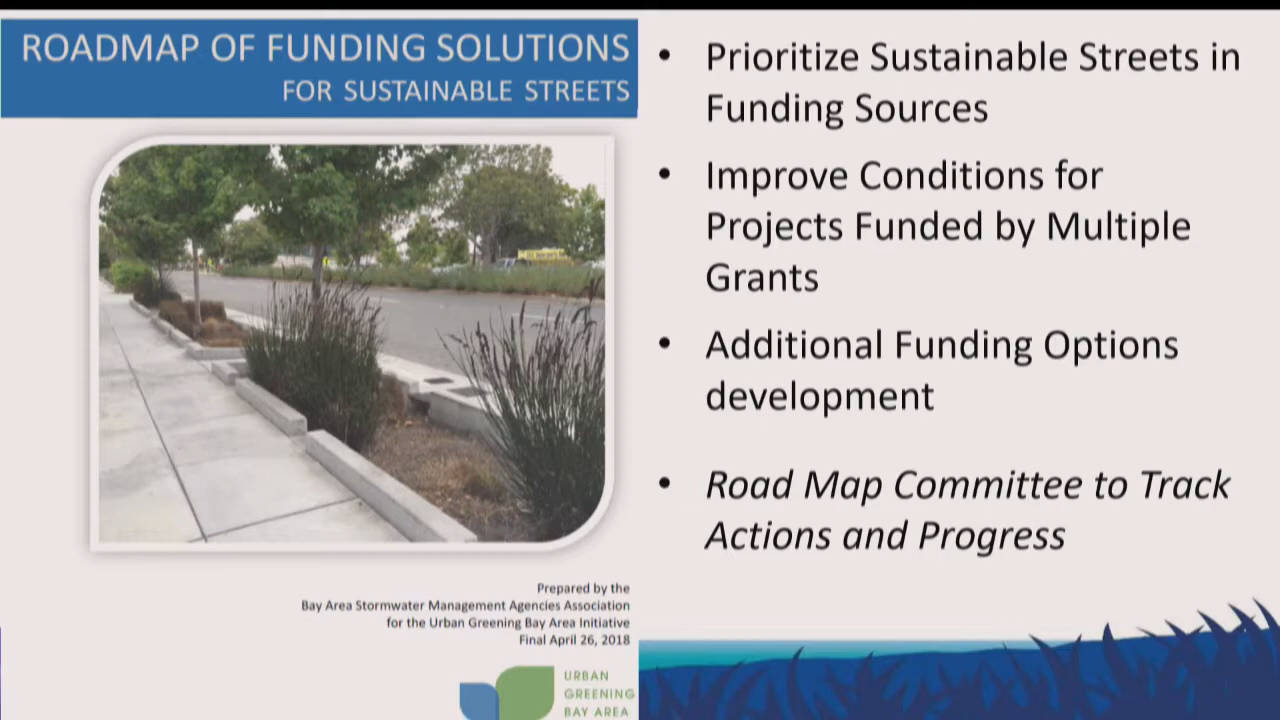 ROADMAP OF FUNDING SOLUTIONS
FOR SUSTAINABLE STREETS
Prepared by the
Bay Area Stormwater Management Agencies Association
for the Urban Greening Bay Area Initiative
Final April 26, 2018
URBAN
GREENING
BAY AREA
• Prioritize Sustainable Streets in
Funding Sources
• Improve Conditions for
Projects Funded by Multiple
Grants
• Additional Funding Options
development
• Road Map Committee to Track
Actions and Progress